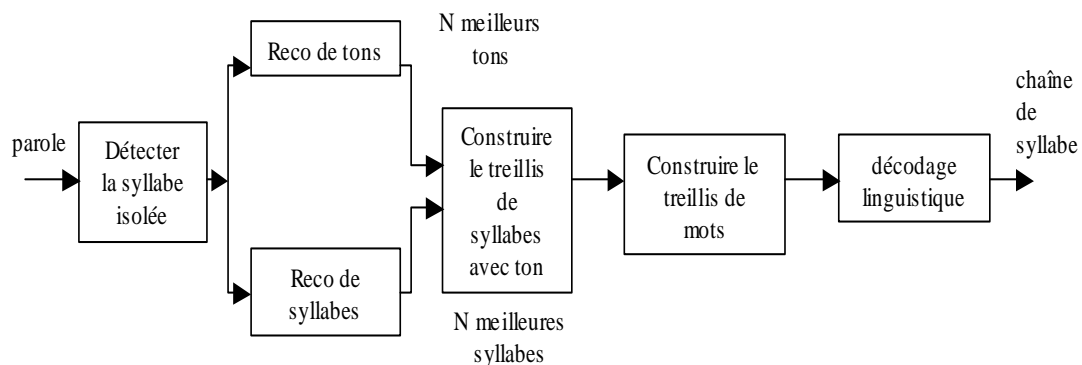 parole
Détecter
la syllabe
isolée
Reco de tons
N meilleurs
tons
Reco de
syllabes
N meilleures
syllabes
Construire
le treillis
de
syllabes
avec ton
Construire le
treillis de
mots
décodage
linguistique
chaîne
de
syllabe